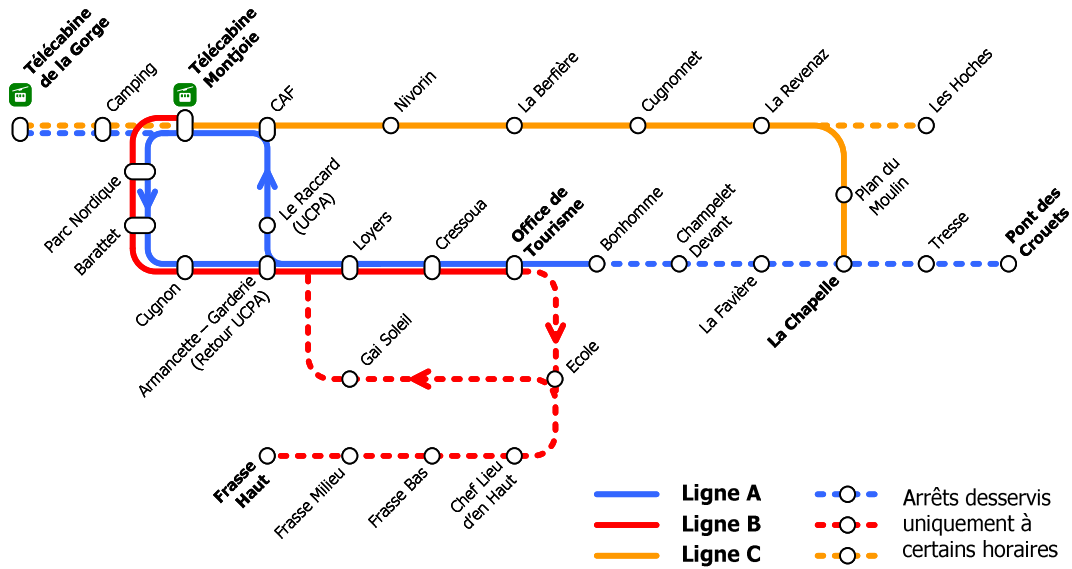 Télécabine
de la Gorge
Camping
Télécabine
Montjoie
CAF
Nivorin
La Berfière
Cugnonnet
La Revenaz
Les Hoches
Parc Nordique
Barattet
Le Raccard
(UCPA)
Plan du
Moulin
Cugnon
Armancette – Garderie
(Retour UCPA)
Loyers
Cressoua
Office de
Tourisme
Bonhomme
Champelet
Devant
La Favière
La Chapelle
Tresse
Pont des
Crouets
Gai Soleil
Ecole
Frasse
Haut
Frasse Milieu
Frasse Bas
Chef Lieu
d'en Haut
Ligne A
Ligne B
Ligne C
Arrêts desservis
uniquement à
certains horaires